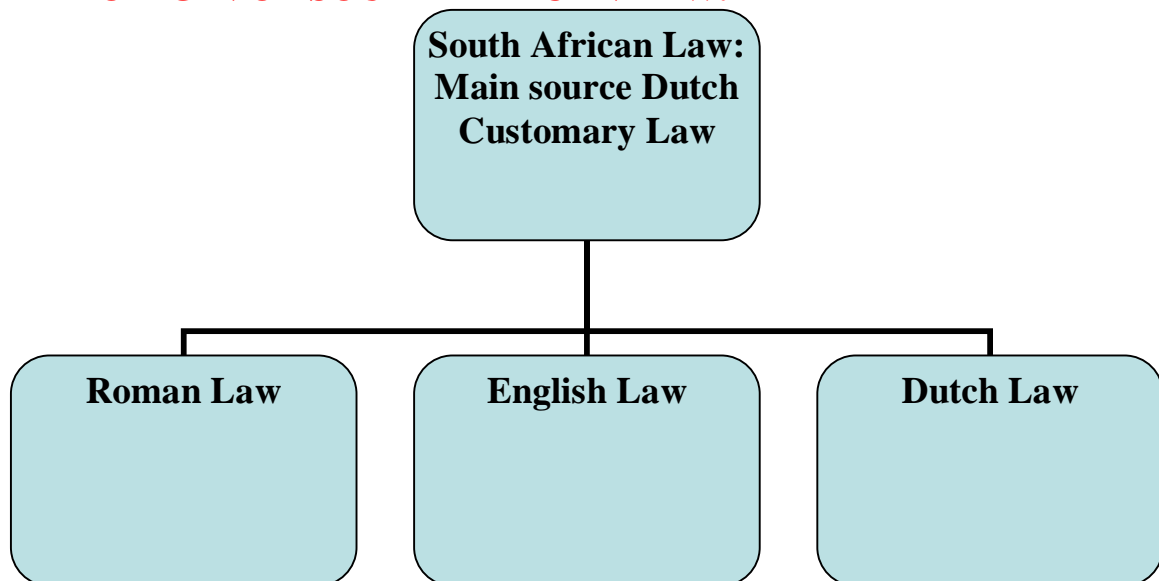 South African Law:
Main source Dutch
Customary Law
Roman Law
English Law
Dutch Law